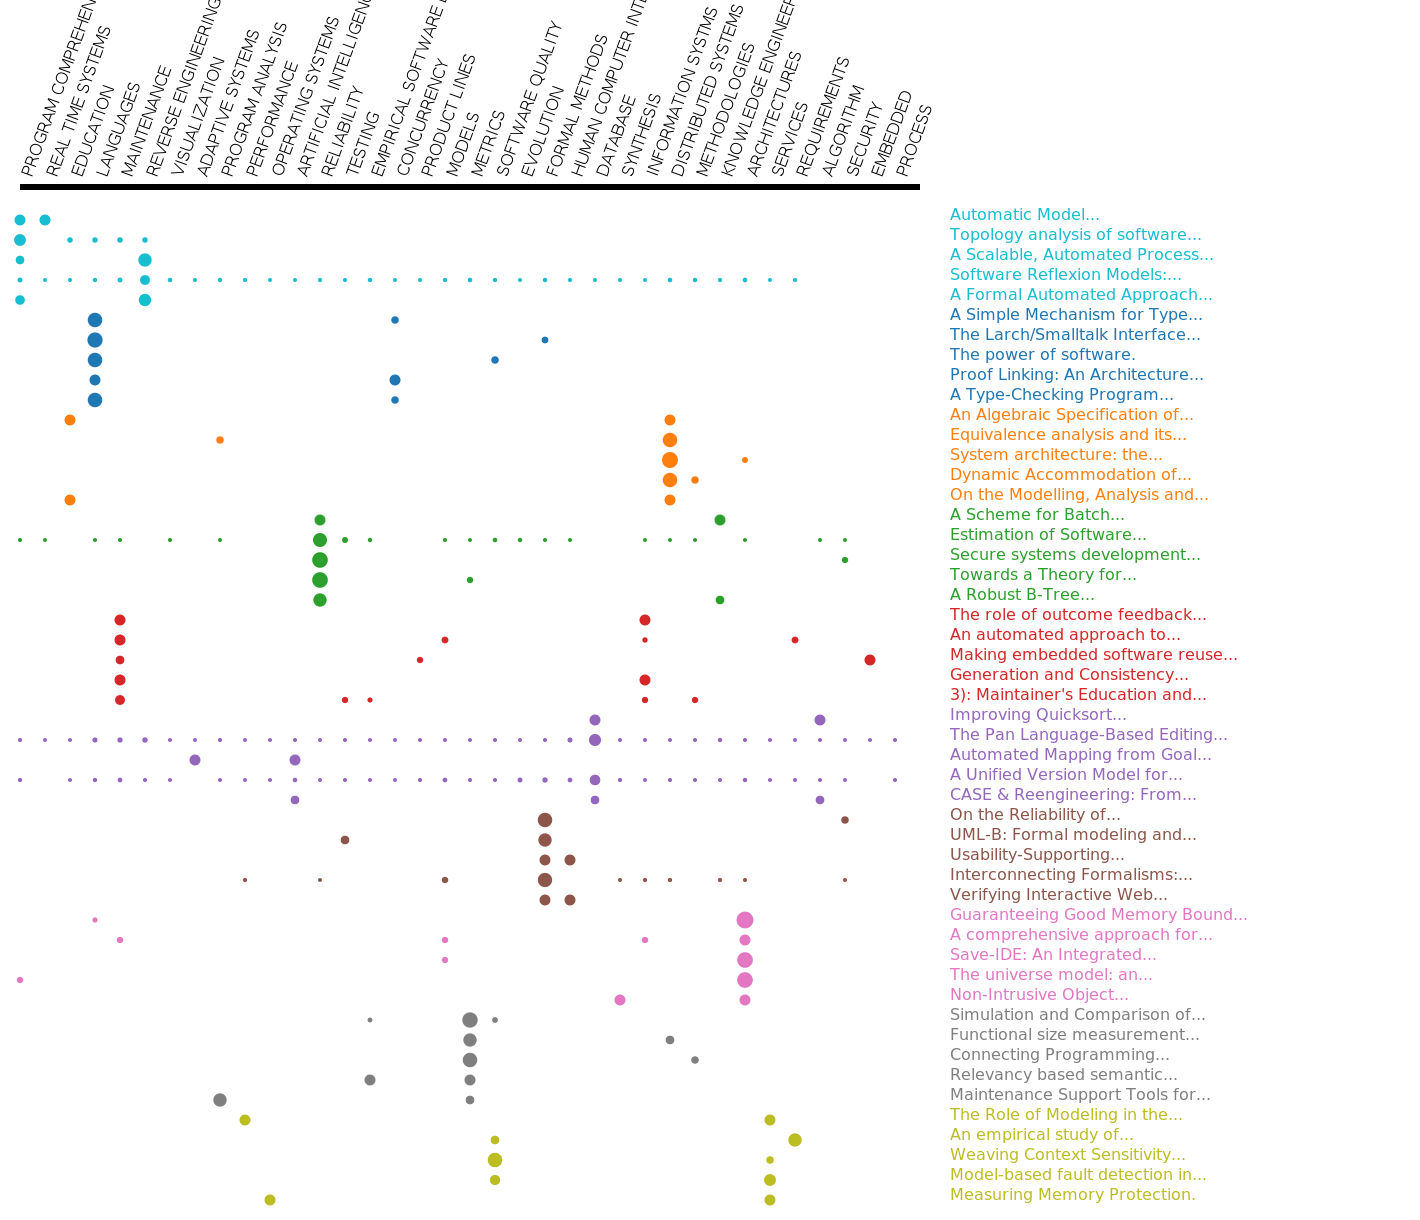 PROGRAM
REAL TIME SYSTEMS
EDUCATION
LANGUAGES
MAINTENANCE
REVERSE ENGINEERING
VISUALIZATION
ADAPTIVE SYSTEMS
PROGRAM ANALYSIS
PERFORMANCE
OPERATING SYSTEMS
ARTIFICIAL
RELIABILITY
TESTING
EMPIRICAL SOFTWARE
CONCURRENCY
PRODUCT LINES
MODELS
METRICS
SOFTWARE QUALITY
EVOLUTION
FORMAL METHODS
HUMAN COMPUTER
DATABASE
SYNTHESIS
INFORMATION SYSTMS
DISTRIBUTED SYSTEMS
METHODOLOGIES
KNOWLEDGE
ARCHITECTURES
SERVICES
REQUIREMENTS
ALGORITHM
SECURITY
EMBEDDED
PROCESS
Automatic Model...
Topology analysis of software...
A Scalable, Automated Process...
Software Reflexion Models:...
A Formal Automated Approach...
A Simple Mechanism for Type...
The Larch/Smalltalk Interface...
The power of software.
Proof Linking: An Architecture...
A Type-Checking Program...
An Algebraic Specification of...
Equivalence analysis and its...
System architecture: the...
Dynamic Accommodation of...
On the Modelling, Analysis and...
A Scheme for Batch...
Estimation of Software...
Secure systems development...
Towards a Theory for...
A Robust B-Tree...
The role of outcome feedback...
An automated approach to...
Making embedded software reuse...
Generation and Consistency...
3): Maintainer's Education and...
Improving Quicksort...
The Pan Language-Based Editing...
Automated Mapping from Goal...
A Unified Version Model for...
CASE & Reengineering: From...
On the Reliability of...
UML-B: Formal modeling and...
Usability-Supporting...
Interconnecting Formalisms:...
Verifying Interactive Web...
Guaranteeing Good Memory Bound...
A comprehensive approach for...
Save-IDE: An Integrated...
The universe model: an...
Non-Intrusive Object...
Simulation and Comparison of...
Functional size measurement...
Connecting Programming...
Relevancy based semantic...
Maintenance Support Tools for...
The Role of Modeling in the...
An empirical study of...
Weaving Context Sensitivity...
Model-based fault detection in...
Measuring Memory Protection.